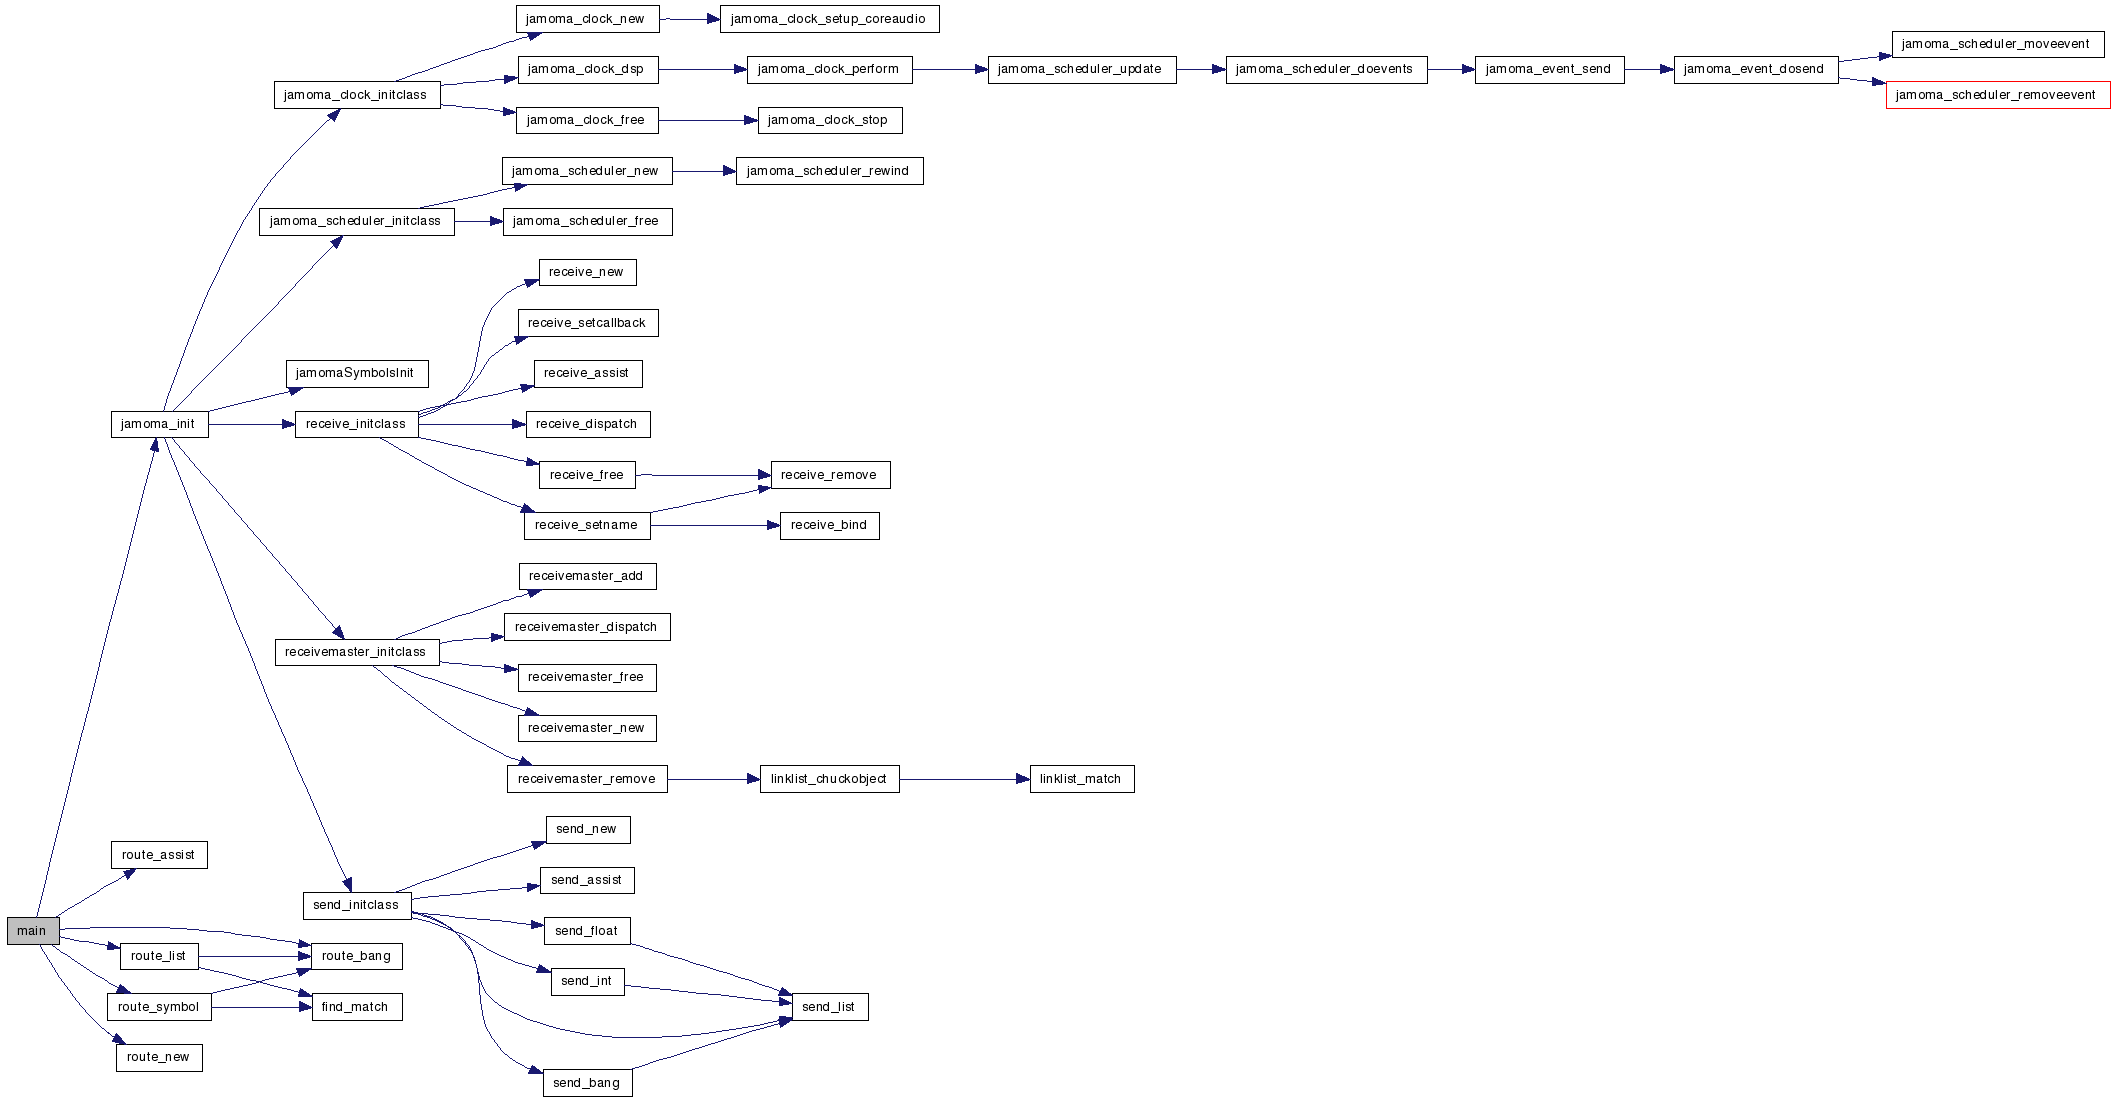 jamoma_clock_new
jamoma_clock_setup_coreaudio
jamoma_scheduler_moveevent
jamoma_clock_dsp
jamoma_clock_perform
jamoma_scheduler_update
jamoma_scheduler_doevents
jamoma_event_send
jamoma_event_dosend
jamoma_clock_initclass
jamoma_scheduler_removeevent
jamoma_clock_free
jamoma_clock_stop
jamoma_scheduler_new
jamoma_scheduler_rewind
jamoma_scheduler_initclass
jamoma_scheduler_free
receive_new
receive_setcallback
jamomaSymbolsInit
receive_assist
jamoma_init
receive_initclass
receive_dispatch
receive_free
receive_remove
receive_setname
receive_bind
receivemaster_add
receivemaster_dispatch
receivemaster_initclass
receivemaster_free
receivemaster_new
receivemaster_remove
linklist_chuckobject
linklist_match
send_new
route_assist
send_assist
send_initclass
main
send_float
route_list
route_bang
send_int
route_symbol
find_match
send_list
route_new
send_bang